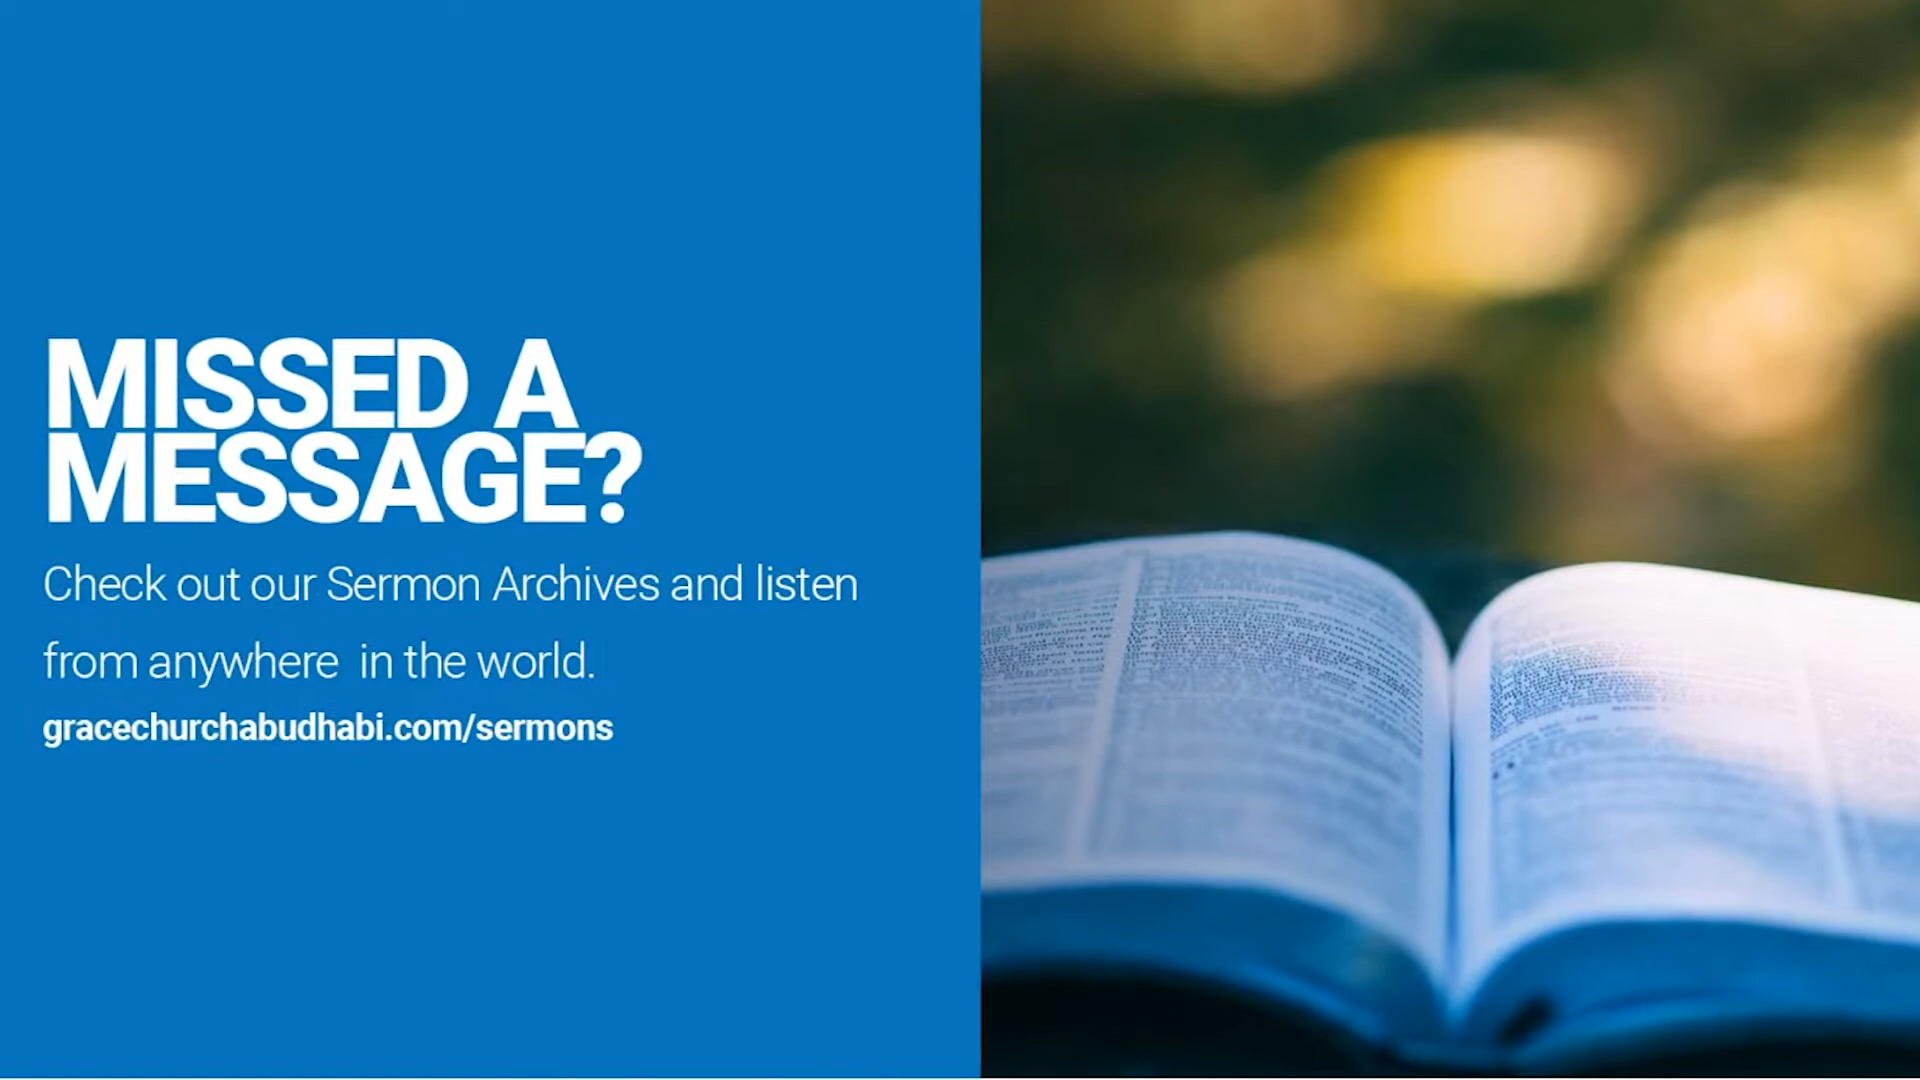 MISSED A
MESSAGE?
Check out our Sermon Archives and listen
from anywhere  in the world.
gracechurchabudhabi.com/sermons